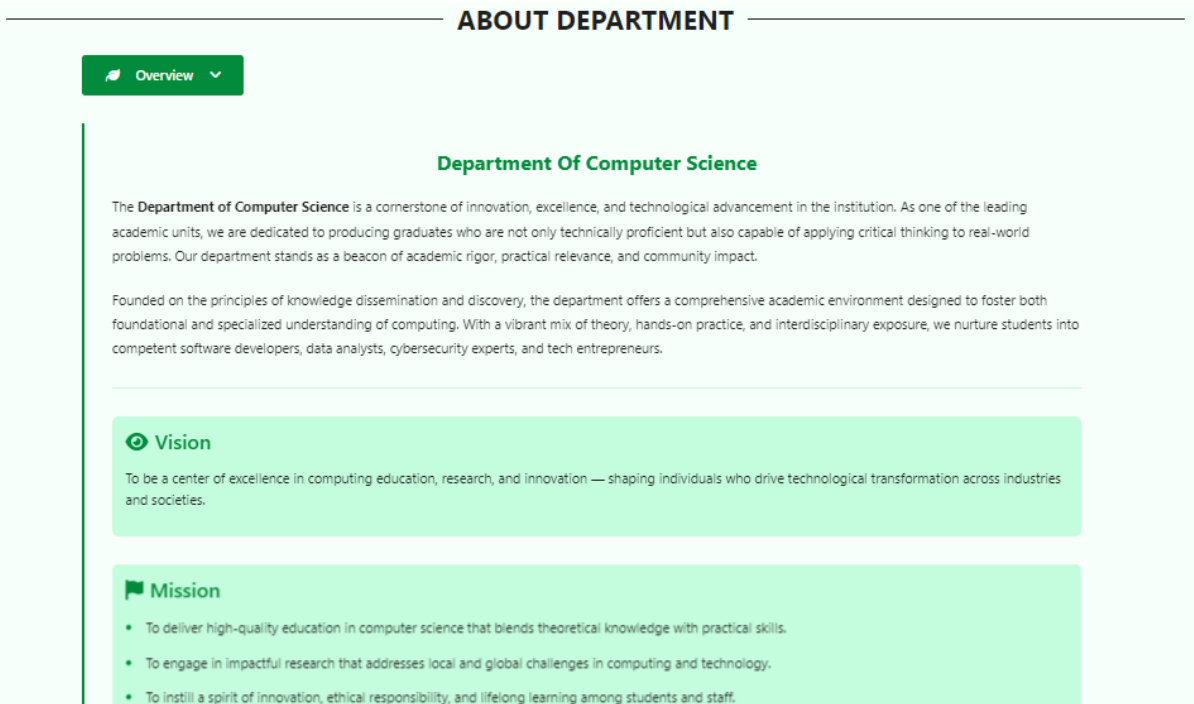 ABOUT DEPARTMENT
Overview
Department Of Computer Science
The Department of Computer Science is a cornerstone of innovation, excellence, and technological advancement in the institution. As one of the leading
academic units, we are dedicated to producing graduates who are not only technically proficient but also capable of applying critical thinking to real-world
problems. Our department stands as a beacon of academic rigor, practical relevance, and community impact.
Founded on the principles of knowledge dissemination and discovery, the department offers a comprehensive academic environment designed to foster both
foundational and specialized understanding of computing. With a vibrant mix of theory, hands-on practice, and interdisciplinary exposure, we nurture students into
competent software developers, data analysts, cybersecurity experts, and tech entrepreneurs.
Vision
To be a center of excellence in computing education, research, and innovation — shaping individuals who drive technological transformation across industries
and societies.
Mission
• To deliver high-quality education in computer science that blends theoretical knowledge with practical skills.
• To engage in impactful research that addresses local and global challenges in computing and technology.
• To instill a spirit of innovation, ethical responsibility, and lifelong learning among students and staff.